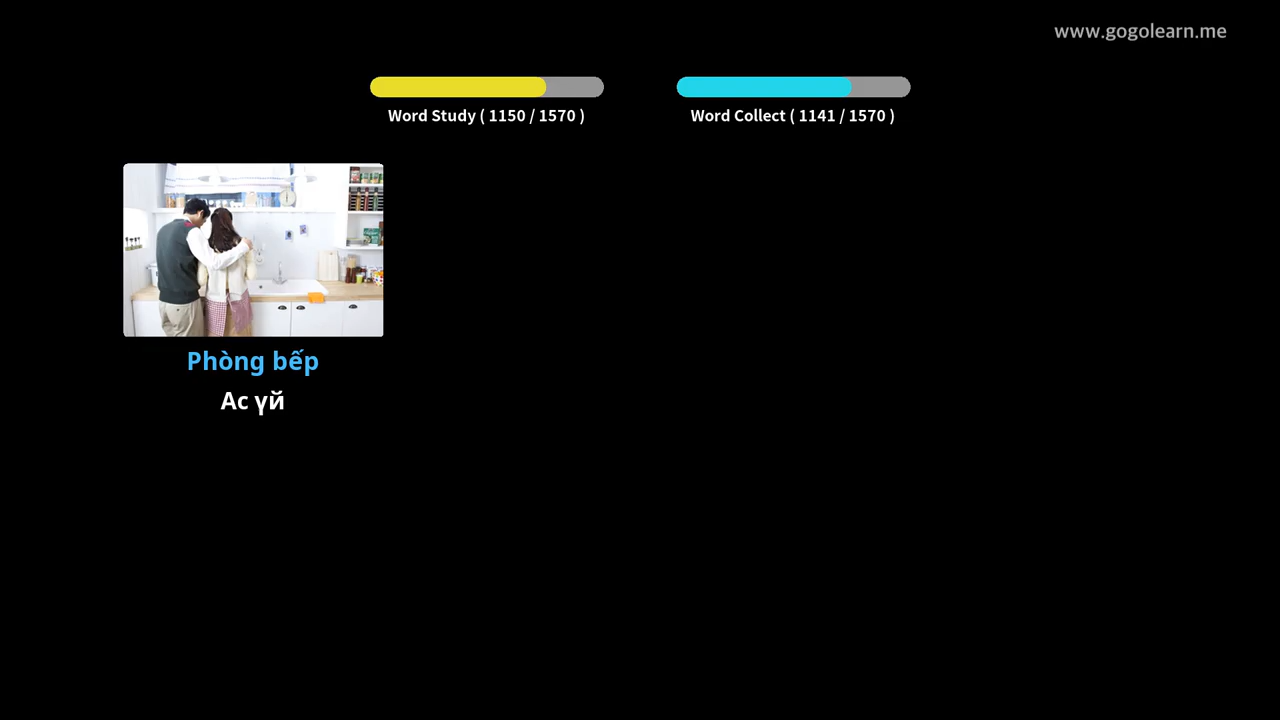 www.gogolearn.me
Word Study ( 1150 / 1570 )
Word Collect ( 1141 / 1570 )
Phòng bếp
Ас үй